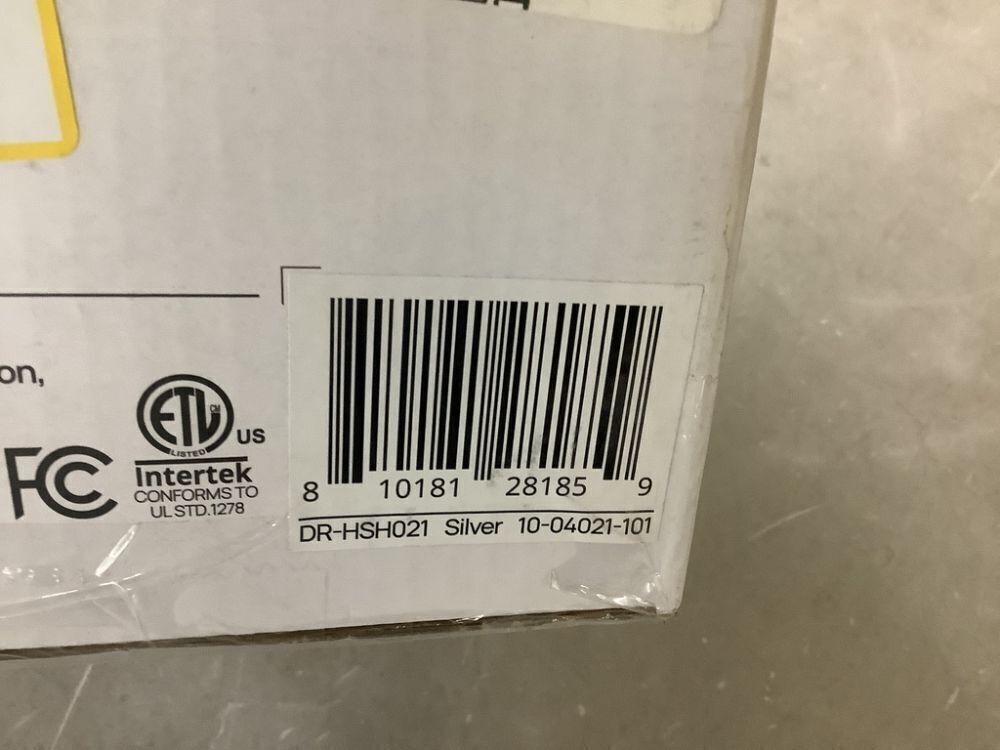 on,
FC
ETL CM
LISTED
US
Intertek
CONFORMS TO
UL STD.1278
8 10181 28185 9
DR-HSH021 Silver 10-04021-101